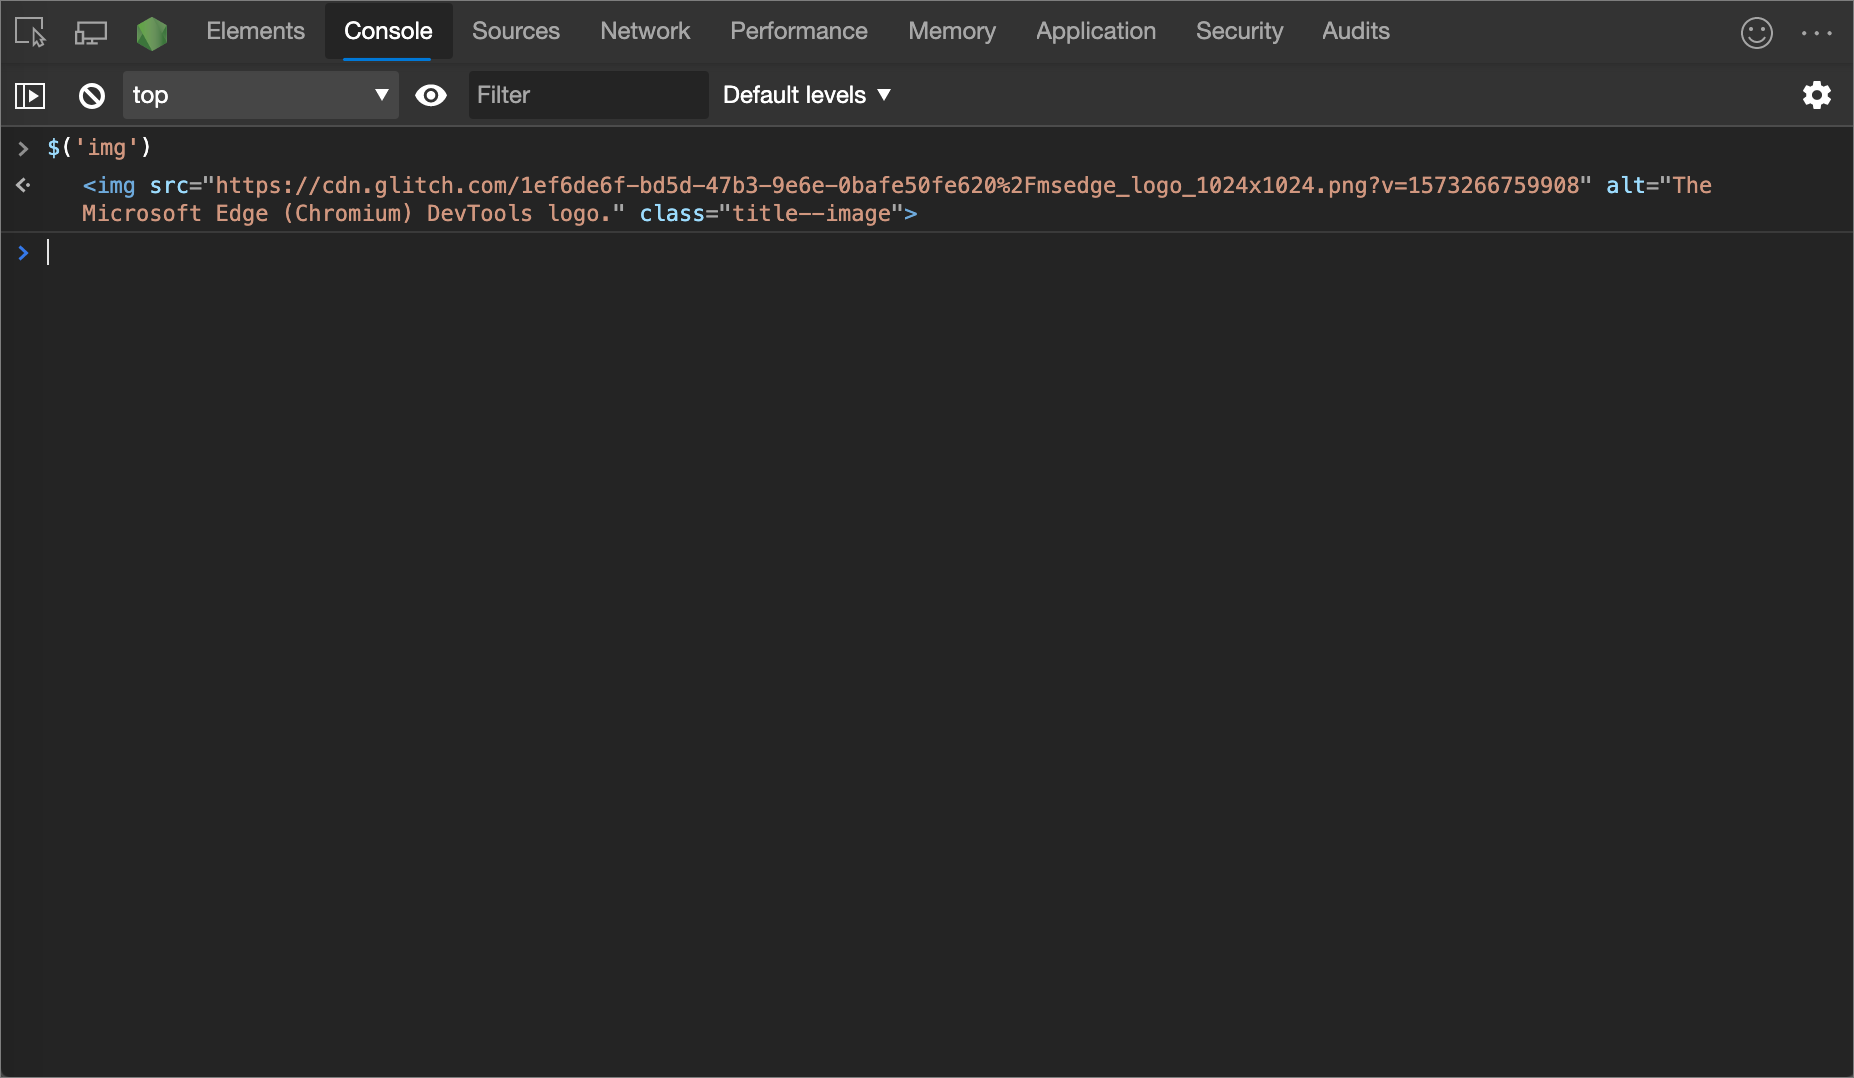 Elements Console Sources Network Performance Memory Application Security Audits
top Filter Default levels
$('img')
<img src="https://cdn.glitch.com/1ef6de6f-bd5d-47b3-9e6e-0bafe50fe620%2Fmsedge_logo_1024x1024.png?v=1573266759908" alt="The
Microsoft Edge (Chromium) DevTools logo." class="title--image">